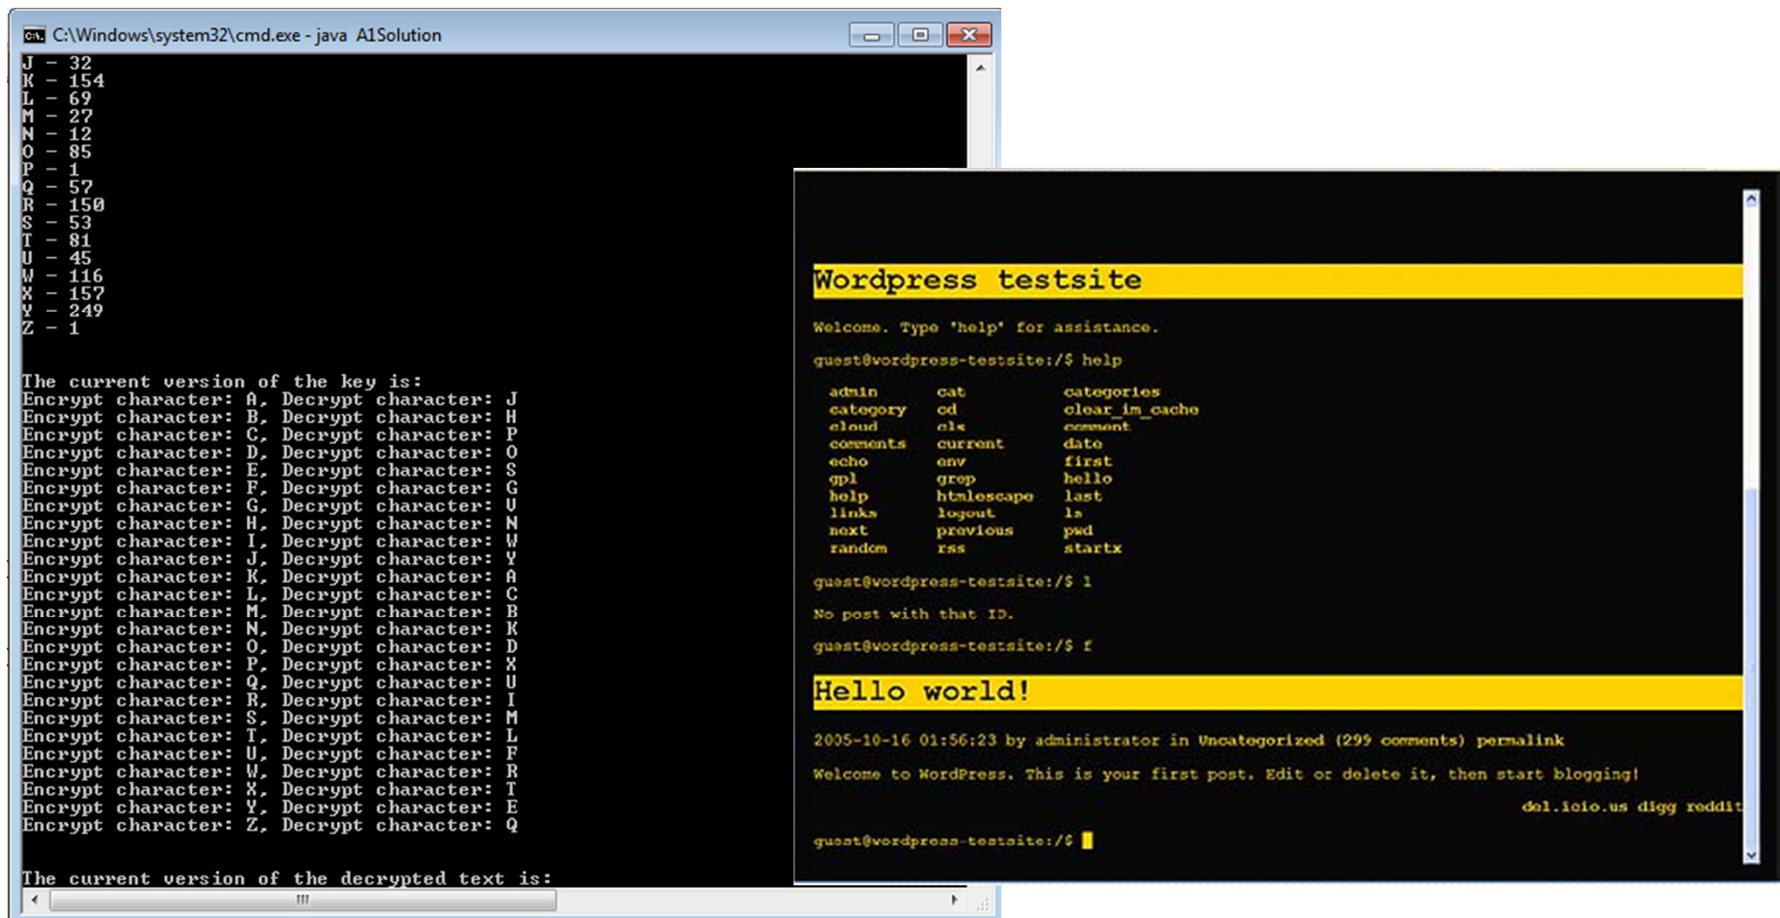 C:\Windows\system32\cmd.exe - java A1Solution
J - 32
K - 154
L - 69
M - 27
N - 12
O - 85
P - 1
Q - 57
R - 150
S - 53
T - 81
U - 45
W - 116
X - 157
Y - 249
Z - 1
The current version of the key is:
Encrypt character: A, Decrypt character: J
Encrypt character: B, Decrypt character: H
Encrypt character: C, Decrypt character: P
Encrypt character: D, Decrypt character: O
Encrypt character: E, Decrypt character: S
Encrypt character: F, Decrypt character: G
Encrypt character: G, Decrypt character: V
Encrypt character: H, Decrypt character: N
Encrypt character: I, Decrypt character: W
Encrypt character: J, Decrypt character: Y
Encrypt character: K, Decrypt character: A
Encrypt character: L, Decrypt character: C
Encrypt character: M, Decrypt character: B
Encrypt character: N, Decrypt character: K
Encrypt character: O, Decrypt character: D
Encrypt character: P, Decrypt character: X
Encrypt character: Q, Decrypt character: U
Encrypt character: R, Decrypt character: I
Encrypt character: S, Decrypt character: M
Encrypt character: T, Decrypt character: L
Encrypt character: U, Decrypt character: F
Encrypt character: W, Decrypt character: R
Encrypt character: X, Decrypt character: T
Encrypt character: Y, Decrypt character: E
Encrypt character: Z, Decrypt character: Q
The current version of the decrypted text is:
Wordpress testsite
Welcome. Type 'help' for assistance.
guest@wordpress-testsite:/$ help
admin cat categories
category cd clear_im_cache
cloud cls comment
comments current date
echo env first
gpl grep hello
help htmlescape last
links logout ls
next previous pwd
random rss startx
guest@wordpress-testsite:/$ l
No post with that ID.
guest@wordpress-testsite:/$ f
Hello world!
2005-10-16 01:56:23 by administrator in Uncategorized (299 comments) permalink
Welcome to WordPress. This is your first post. Edit or delete it, then start blogging!
del.icio.us digg reddit
guest@wordpress-testsite:/$